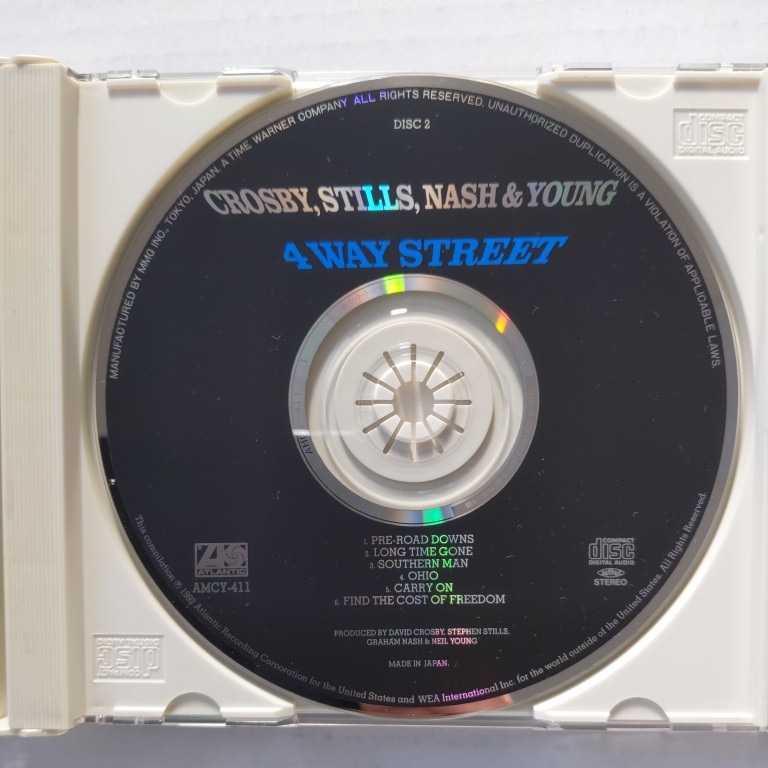 MANUFACTURED BY MMG INC., TOKYO, JAPAN. A TIME WARNER COMPANY ALL RIGHTS RESERVED. UNAUTHORIZED DUPLICATION IS A VIOLATION OF APPLICABLE LAWS.
DISC 2
COMPACT
disc
DIGITAL AUDIO
CROSBY, STILLS, NASH & YOUNG
4 WAY STREET
1. PRE-ROAD DOWNS
2. LONG TIME GONE
3. SOUTHERN MAN
4. OHIO
5. CARRY ON
6. FIND THE COST OF FREEDOM
ATLANTIC
AMCY-411
COMPACT
disc
DIGITAL AUDIO
STEREO
PRODUCED BY DAVID CROSBY, STEPHEN STILLS,
GRAHAM NASH & NEIL YOUNG
MADE IN JAPAN.
This compilation ℗ 1992 Atlantic Recording Corporation for the United States and WEA International Inc. for the world outside of the United States. All Rights Reserved.